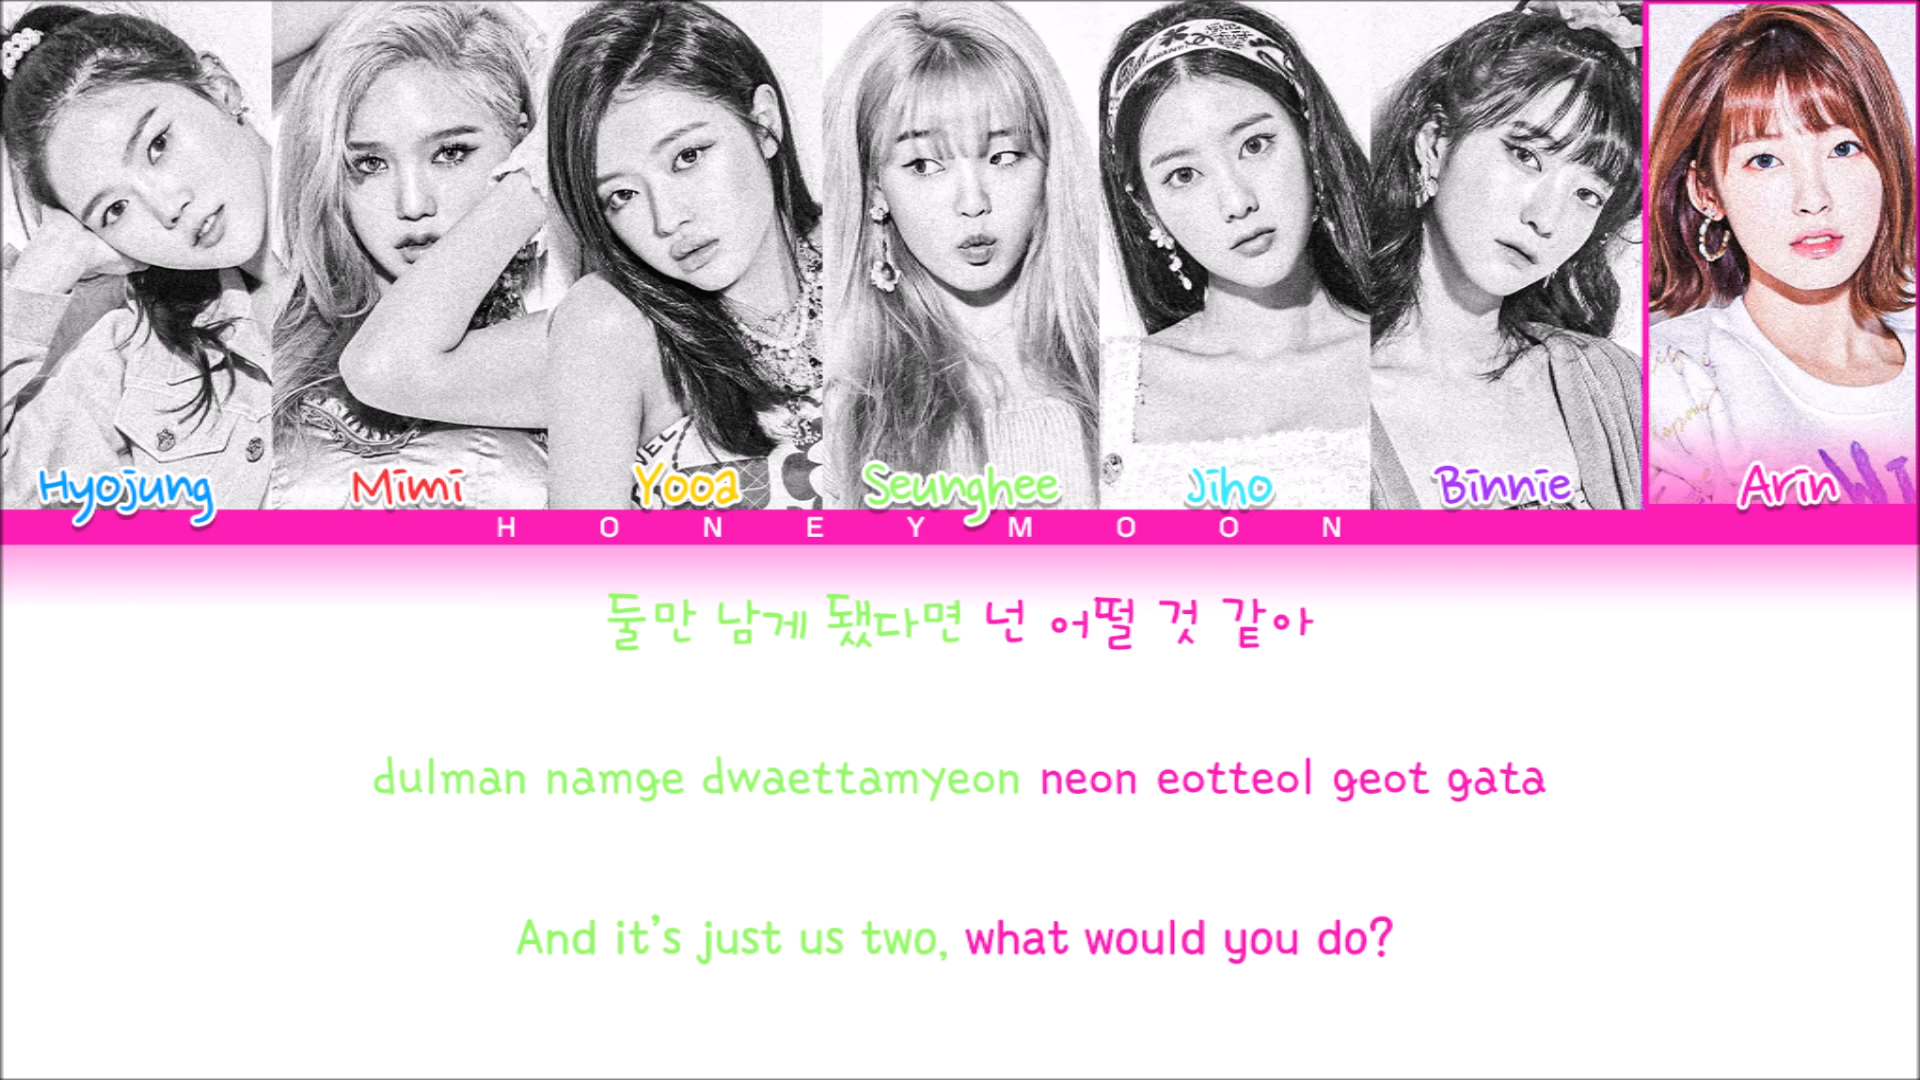 Hyojung Mimi Yooa Seunghee Jiho Binnie Arin
HONEYMOON
둘만 남게 됐다면 넌 어떨 것 같아
dulman namge dwaettamyeon neon eotteol geot gata
And it's just us two, what would you do?